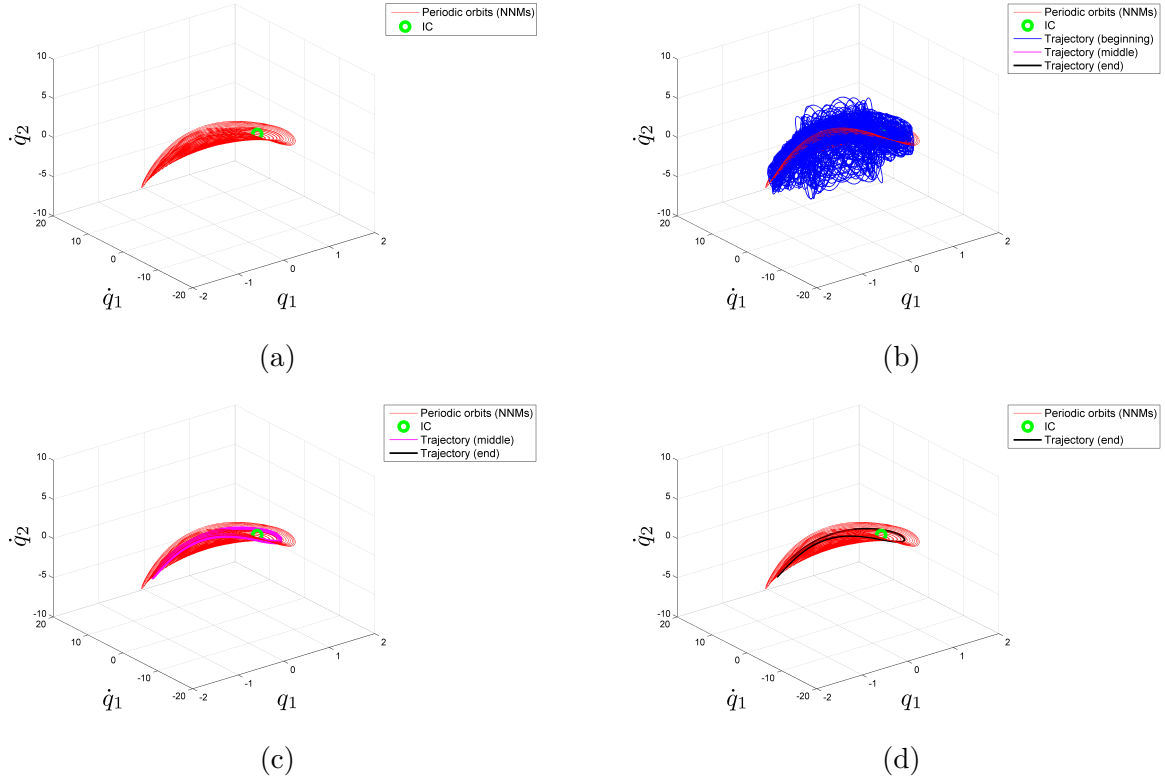 Periodic orbits (NNMs)
IC
10
5
0
-5
-10
20
10
0
-10
-20
-2
-1
0
1
2
q̇₂
q̇₁
q₁
(a)
Periodic orbits (NNMs)
IC
Trajectory (beginning)
Trajectory (middle)
Trajectory (end)
10
5
0
-5
-10
20
10
0
-10
-20
-2
-1
0
1
2
q̇₂
q̇₁
q₁
(b)
Periodic orbits (NNMs)
IC
Trajectory (middle)
Trajectory (end)
10
5
0
-5
-10
20
10
0
-10
-20
-2
-1
0
1
2
q̇₂
q̇₁
q₁
(c)
Periodic orbits (NNMs)
IC
Trajectory (end)
10
5
0
-5
-10
20
10
0
-10
-20
-2
-1
0
1
2
q̇₂
q̇₁
q₁
(d)